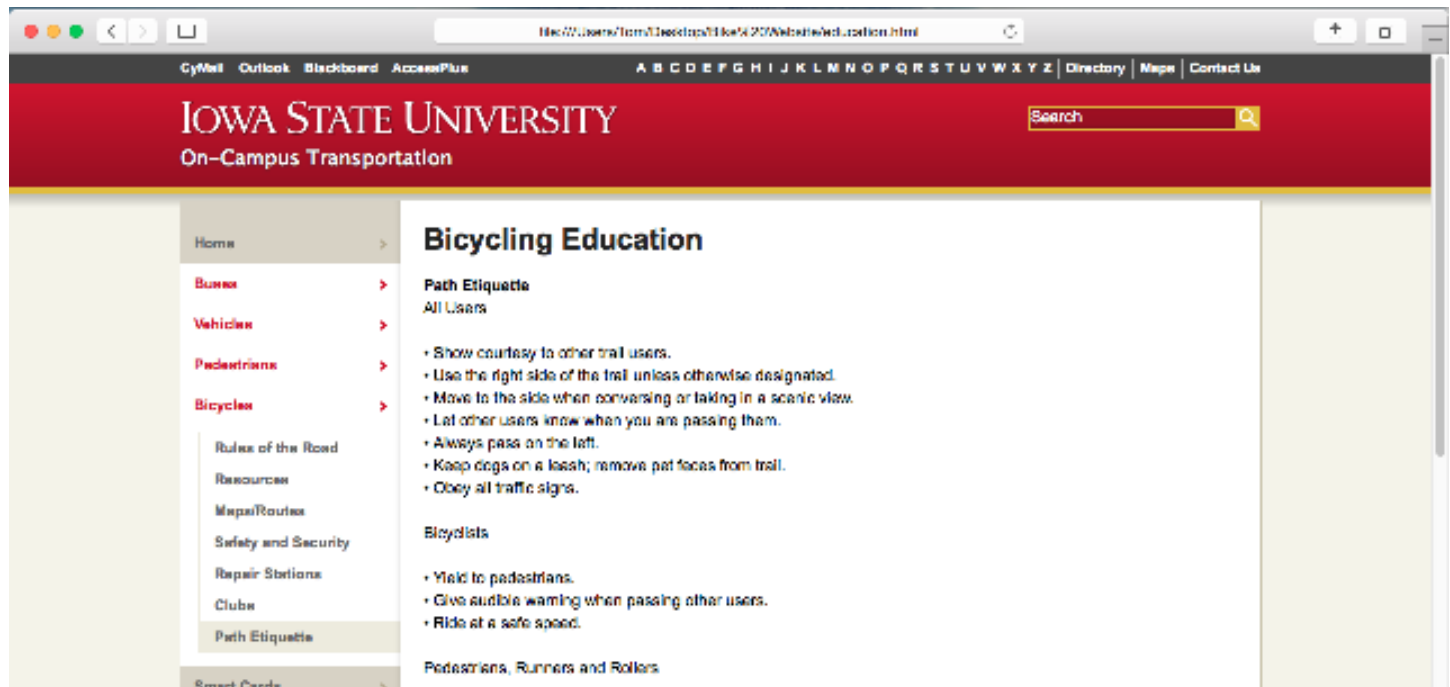 file:///Users/Tom/Desktop/Bike%20Website/education.html
CyMail Outlook Blackboard AccessPlus A B C D E F G H I J K L M N O P Q R S T U V W X Y Z Directory Maps Contact Us
IOWA STATE UNIVERSITY
Search
On-Campus Transportation
Home
Buses
Vehicles
Pedestrians
Bicycles
Rules of the Road
Resources
Maps/Routes
Safety and Security
Repair Stations
Clubs
Path Etiquette
Smart Cards
Bicycling Education
Path Etiquette
All Users
• Show courtesy to other trail users.
• Use the right side of the trail unless otherwise designated.
• Move to the side when conversing or taking in a scenic view.
• Let other users know when you are passing them.
• Always pass on the left.
• Keep dogs on a leash; remove pet feces from trail.
• Obey all traffic signs.
Bicyclists
• Yield to pedestrians.
• Give audible warning when passing other users.
• Ride at a safe speed.
Pedestrians, Runners and Rollers